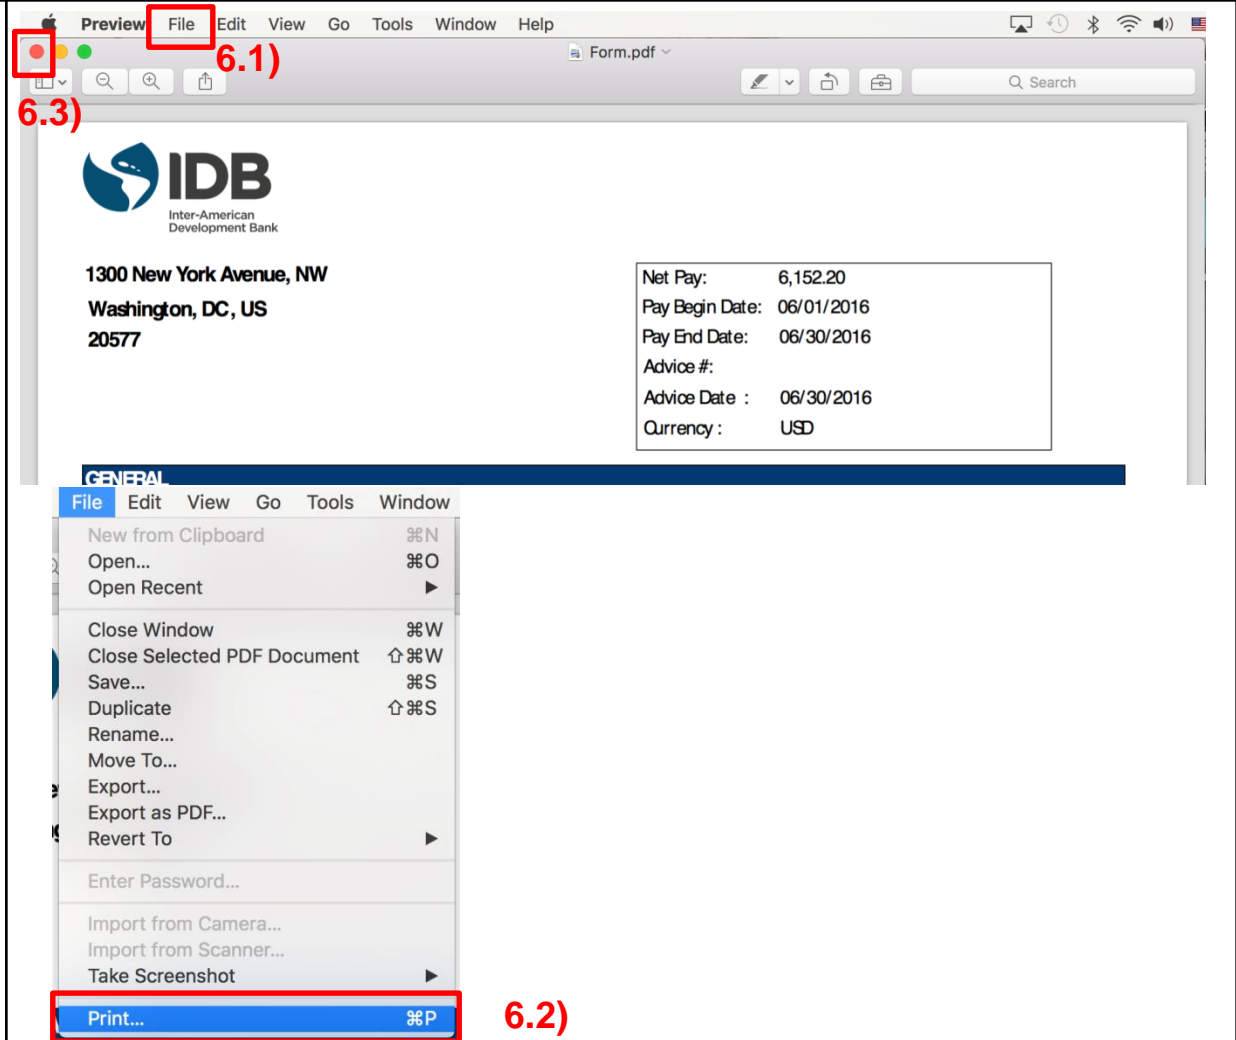 Preview File Edit View Go Tools Window Help
6.1)
Form.pdf
Search
6.3)
IDB
Inter-American
Development Bank
1300 New York Avenue, NW
Washington, DC, US
20577
Net Pay: 6,152.20
Pay Begin Date: 06/01/2016
Pay End Date: 06/30/2016
Advice #:
Advice Date : 06/30/2016
Currency : USD
GENERAL
File Edit View Go Tools Window
New from Clipboard ⌘N
Open... ⌘O
Open Recent ▶
Close Window ⌘W
Close Selected PDF Document ⇧⌘W
Save... ⌘S
Duplicate ⇧⌘S
Rename...
Move To...
Export...
Export as PDF...
Revert To ▶
Enter Password...
Import from Camera...
Import from Scanner...
Take Screenshot ▶
Print... ⌘P
6.2)